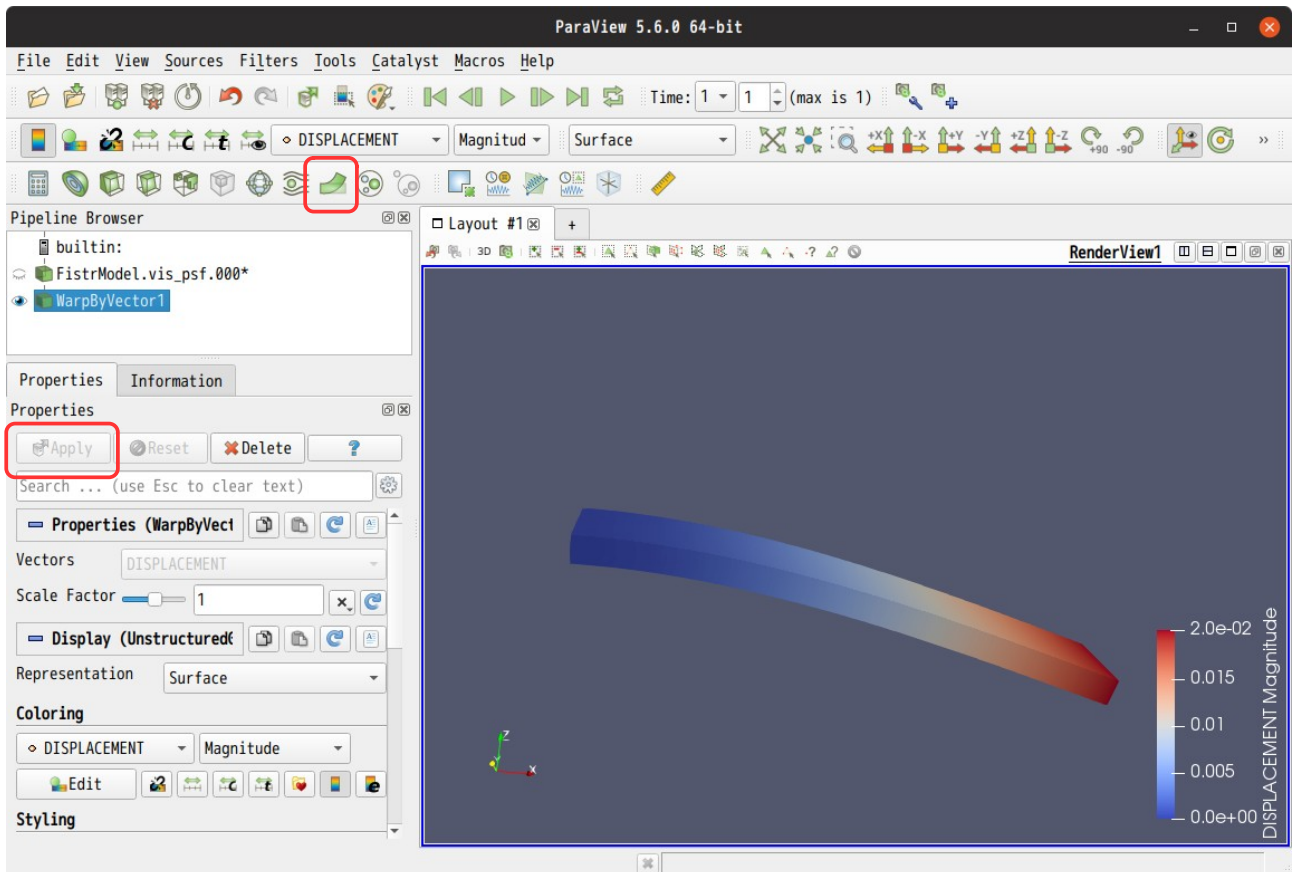 ParaView 5.6.0 64-bit
File Edit View Sources Filters Tools Catalyst Macros Help
Time: 1 1 (max is 1)
DISPLACEMENT Magnitud Surface +X -X +Y -Y +Z -Z +90 -90 »
Pipeline Browser
builtin:
FistrModel.vis_psf.000*
WarpByVector1
Layout #1 +
3D RenderView1
Properties Information
Properties
Apply Reset Delete ?
Search ... (use Esc to clear text)
Properties (WarpByVect
Vectors DISPLACEMENT
Scale Factor 1
Display (Unstructured
Representation Surface
Coloring
DISPLACEMENT Magnitude
Edit
Styling
Z
Y
X
2.0e-02
0.015
0.01
0.005
0.0e+00
DISPLACEMENT Magnitude